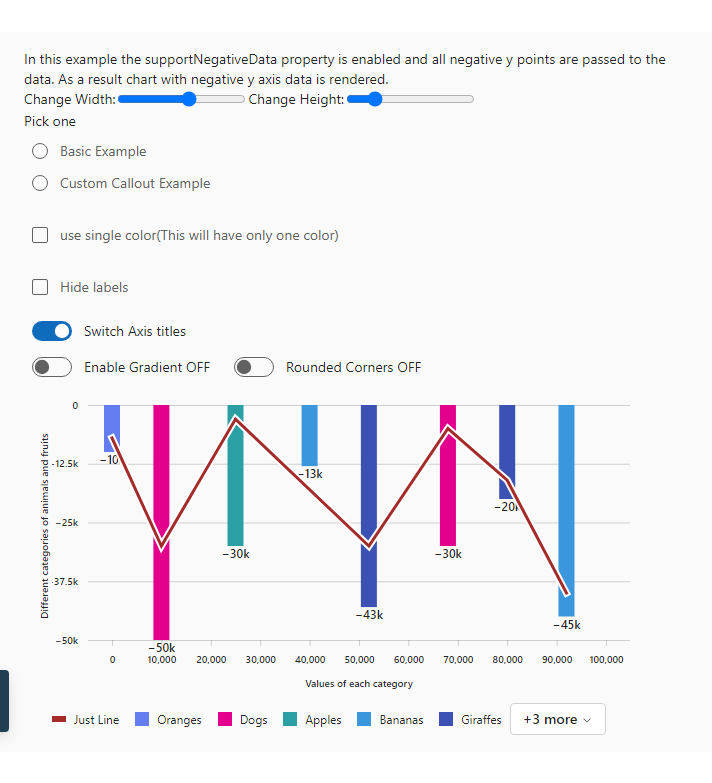 In this example the supportNegativeData property is enabled and all negative y points are passed to the
data. As a result chart with negative y axis data is rendered.
Change Width: Change Height:
Pick one
Basic Example
Custom Callout Example
use single color(This will have only one color)
Hide labels
Switch Axis titles
Enable Gradient OFF Rounded Corners OFF
Different categories of animals and fruits
0
-12.5k
−25k
-37.5k
−50k
−10
−50k
−30k
−13k
−43k
−30k
−20k
−45k
0 10,000 20,000 30,000 40,000 50,000 60,000 70,000 80,000 90,000 100,000
Values of each category
Just Line Oranges Dogs Apples Bananas Giraffes +3 more